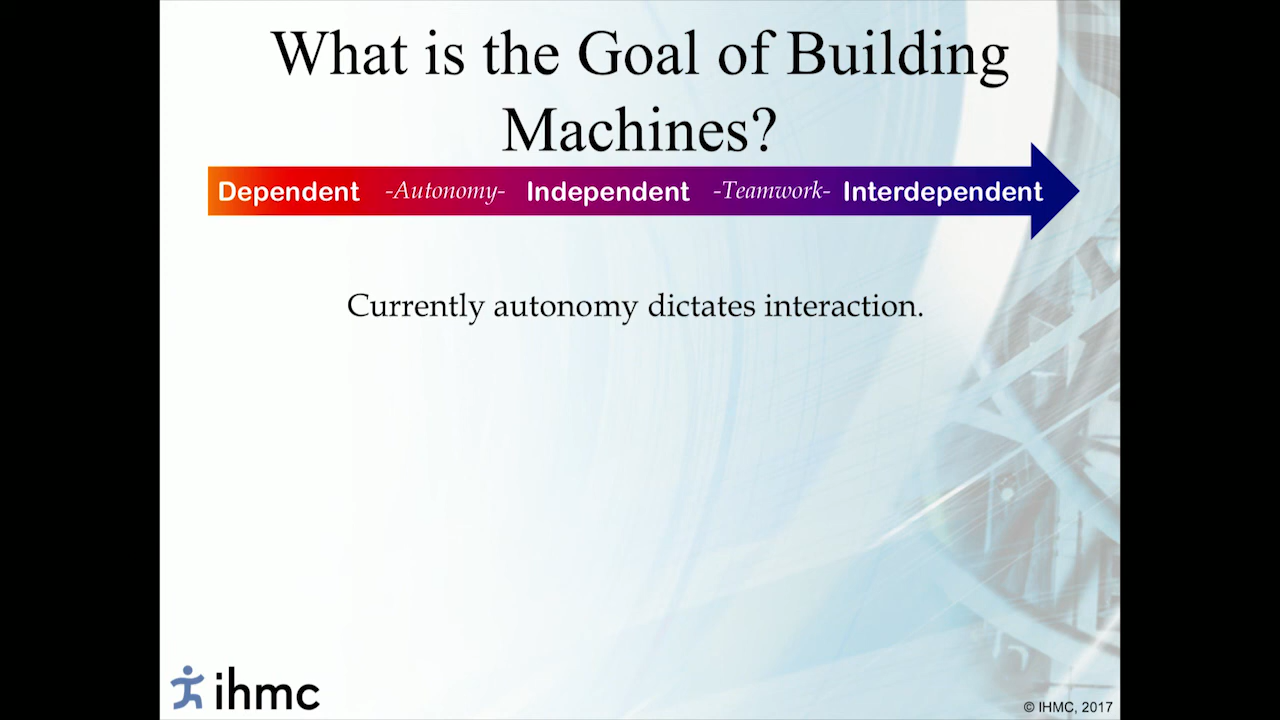 What is the Goal of Building
Machines?
Dependent -Autonomy- Independent -Teamwork- Interdependent
Currently autonomy dictates interaction.
ihmc
© IHMC, 2017